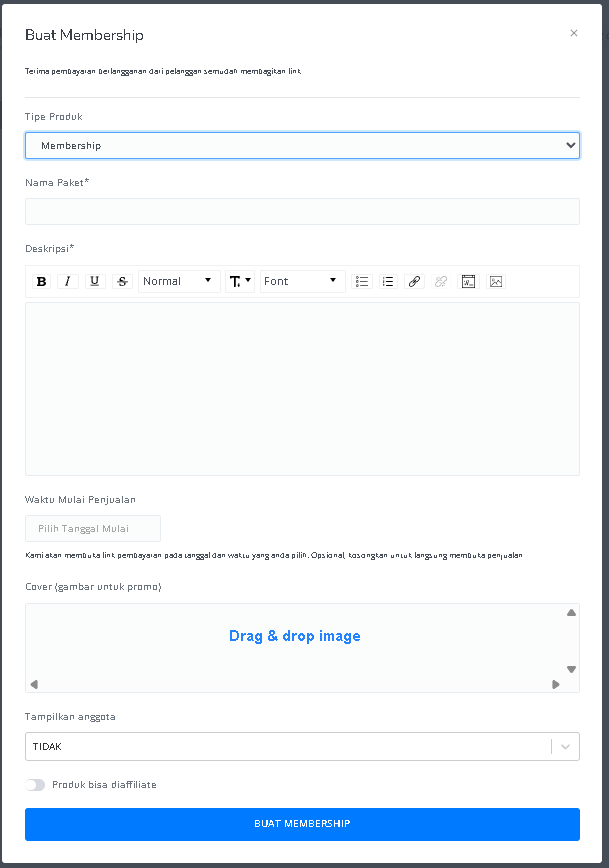 Buat Membership
×
Terima pembayaran berlangganan dari pelanggan semudah membagikan link
Tipe Produk
Membership
Nama Paket*
Deskripsi*
B I U S Normal T Font
Waktu Mulai Penjualan
Pilih Tanggal Mulai
Kami akan membuka link pembayaran pada tanggal dan waktu yang anda pilih. Opsional, kosongkan untuk langsung membuka penjualan
Cover (gambar untuk promo)
Drag & drop image
Tampilkan anggota
TIDAK
Produk bisa diaffiliate
BUAT MEMBERSHIP